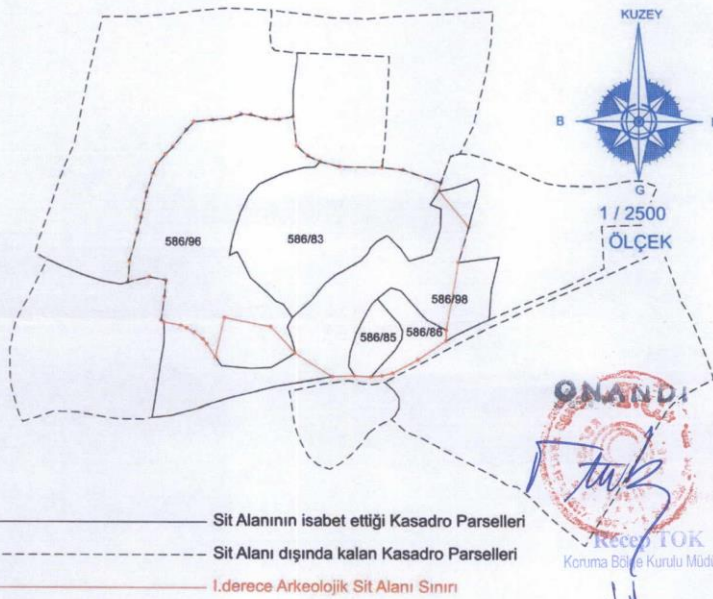 KUZEY
B
G
1 / 2500
ÖLÇEK
586/96
586/83
586/98
586/86
586/85
ONANDI
Sit Alanının isabet ettiği Kasadro Parselleri
Sit Alanı dışında kalan Kasadro Parselleri
I.derece Arkeolojik Sit Alanı Sınırı
Recep TOK
Koruma Bölge Kurulu Müdü